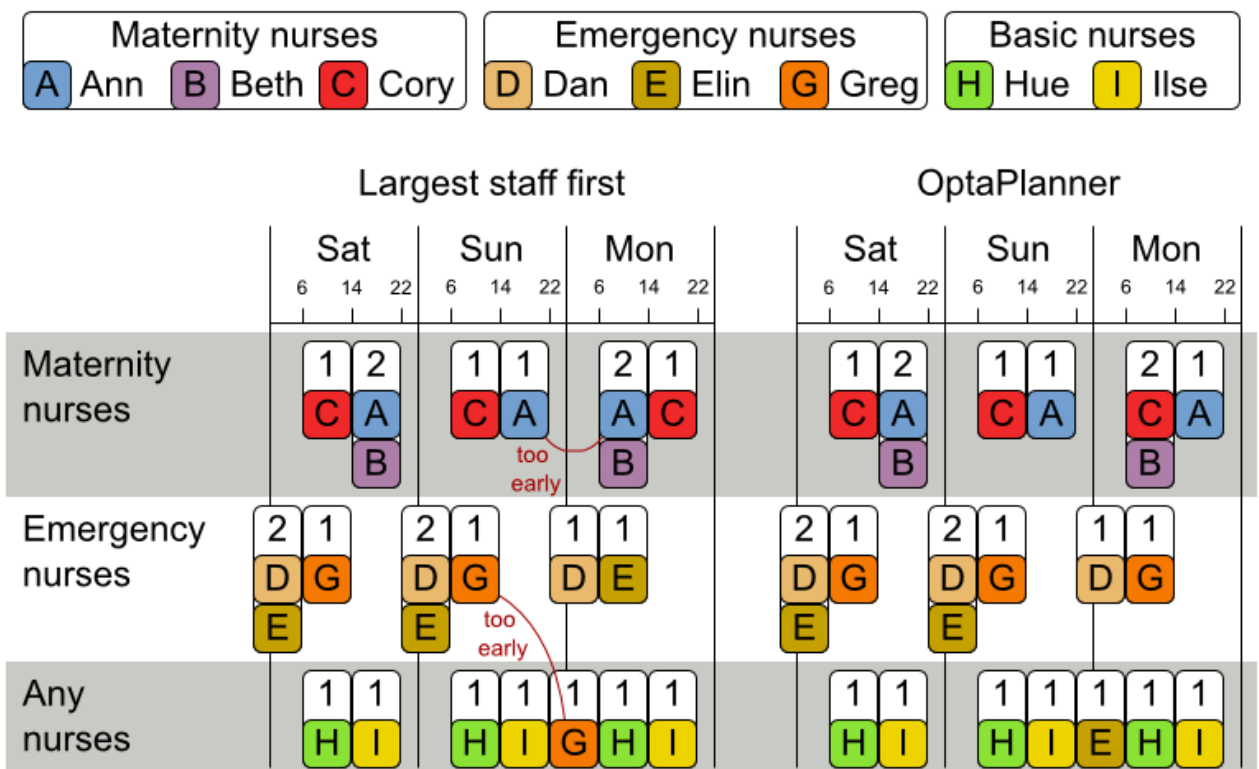 Maternity nurses
A Ann B Beth C Cory
Emergency nurses
D Dan E Elin G Greg
Basic nurses
H Hue I Ilse
Largest staff first
OptaPlanner
Sat Sun Mon Sat Sun Mon
6 14 22 6 14 22 6 14 22 6 14 22 6 14 22 6 14 22
Maternity 1 2 1 1 2 1 1 2 1 1 2 1
nurses C A C A A C C A C A C A
B too B B B
early
Emergency 2 1 2 1 1 1 2 1 2 1 1 1
nurses D G D G D E D G D G D G
E E too E E
early
Any 1 1 1 1 1 1 1 1 1 1 1 1 1 1
nurses H I H I G H I H I H I E H I